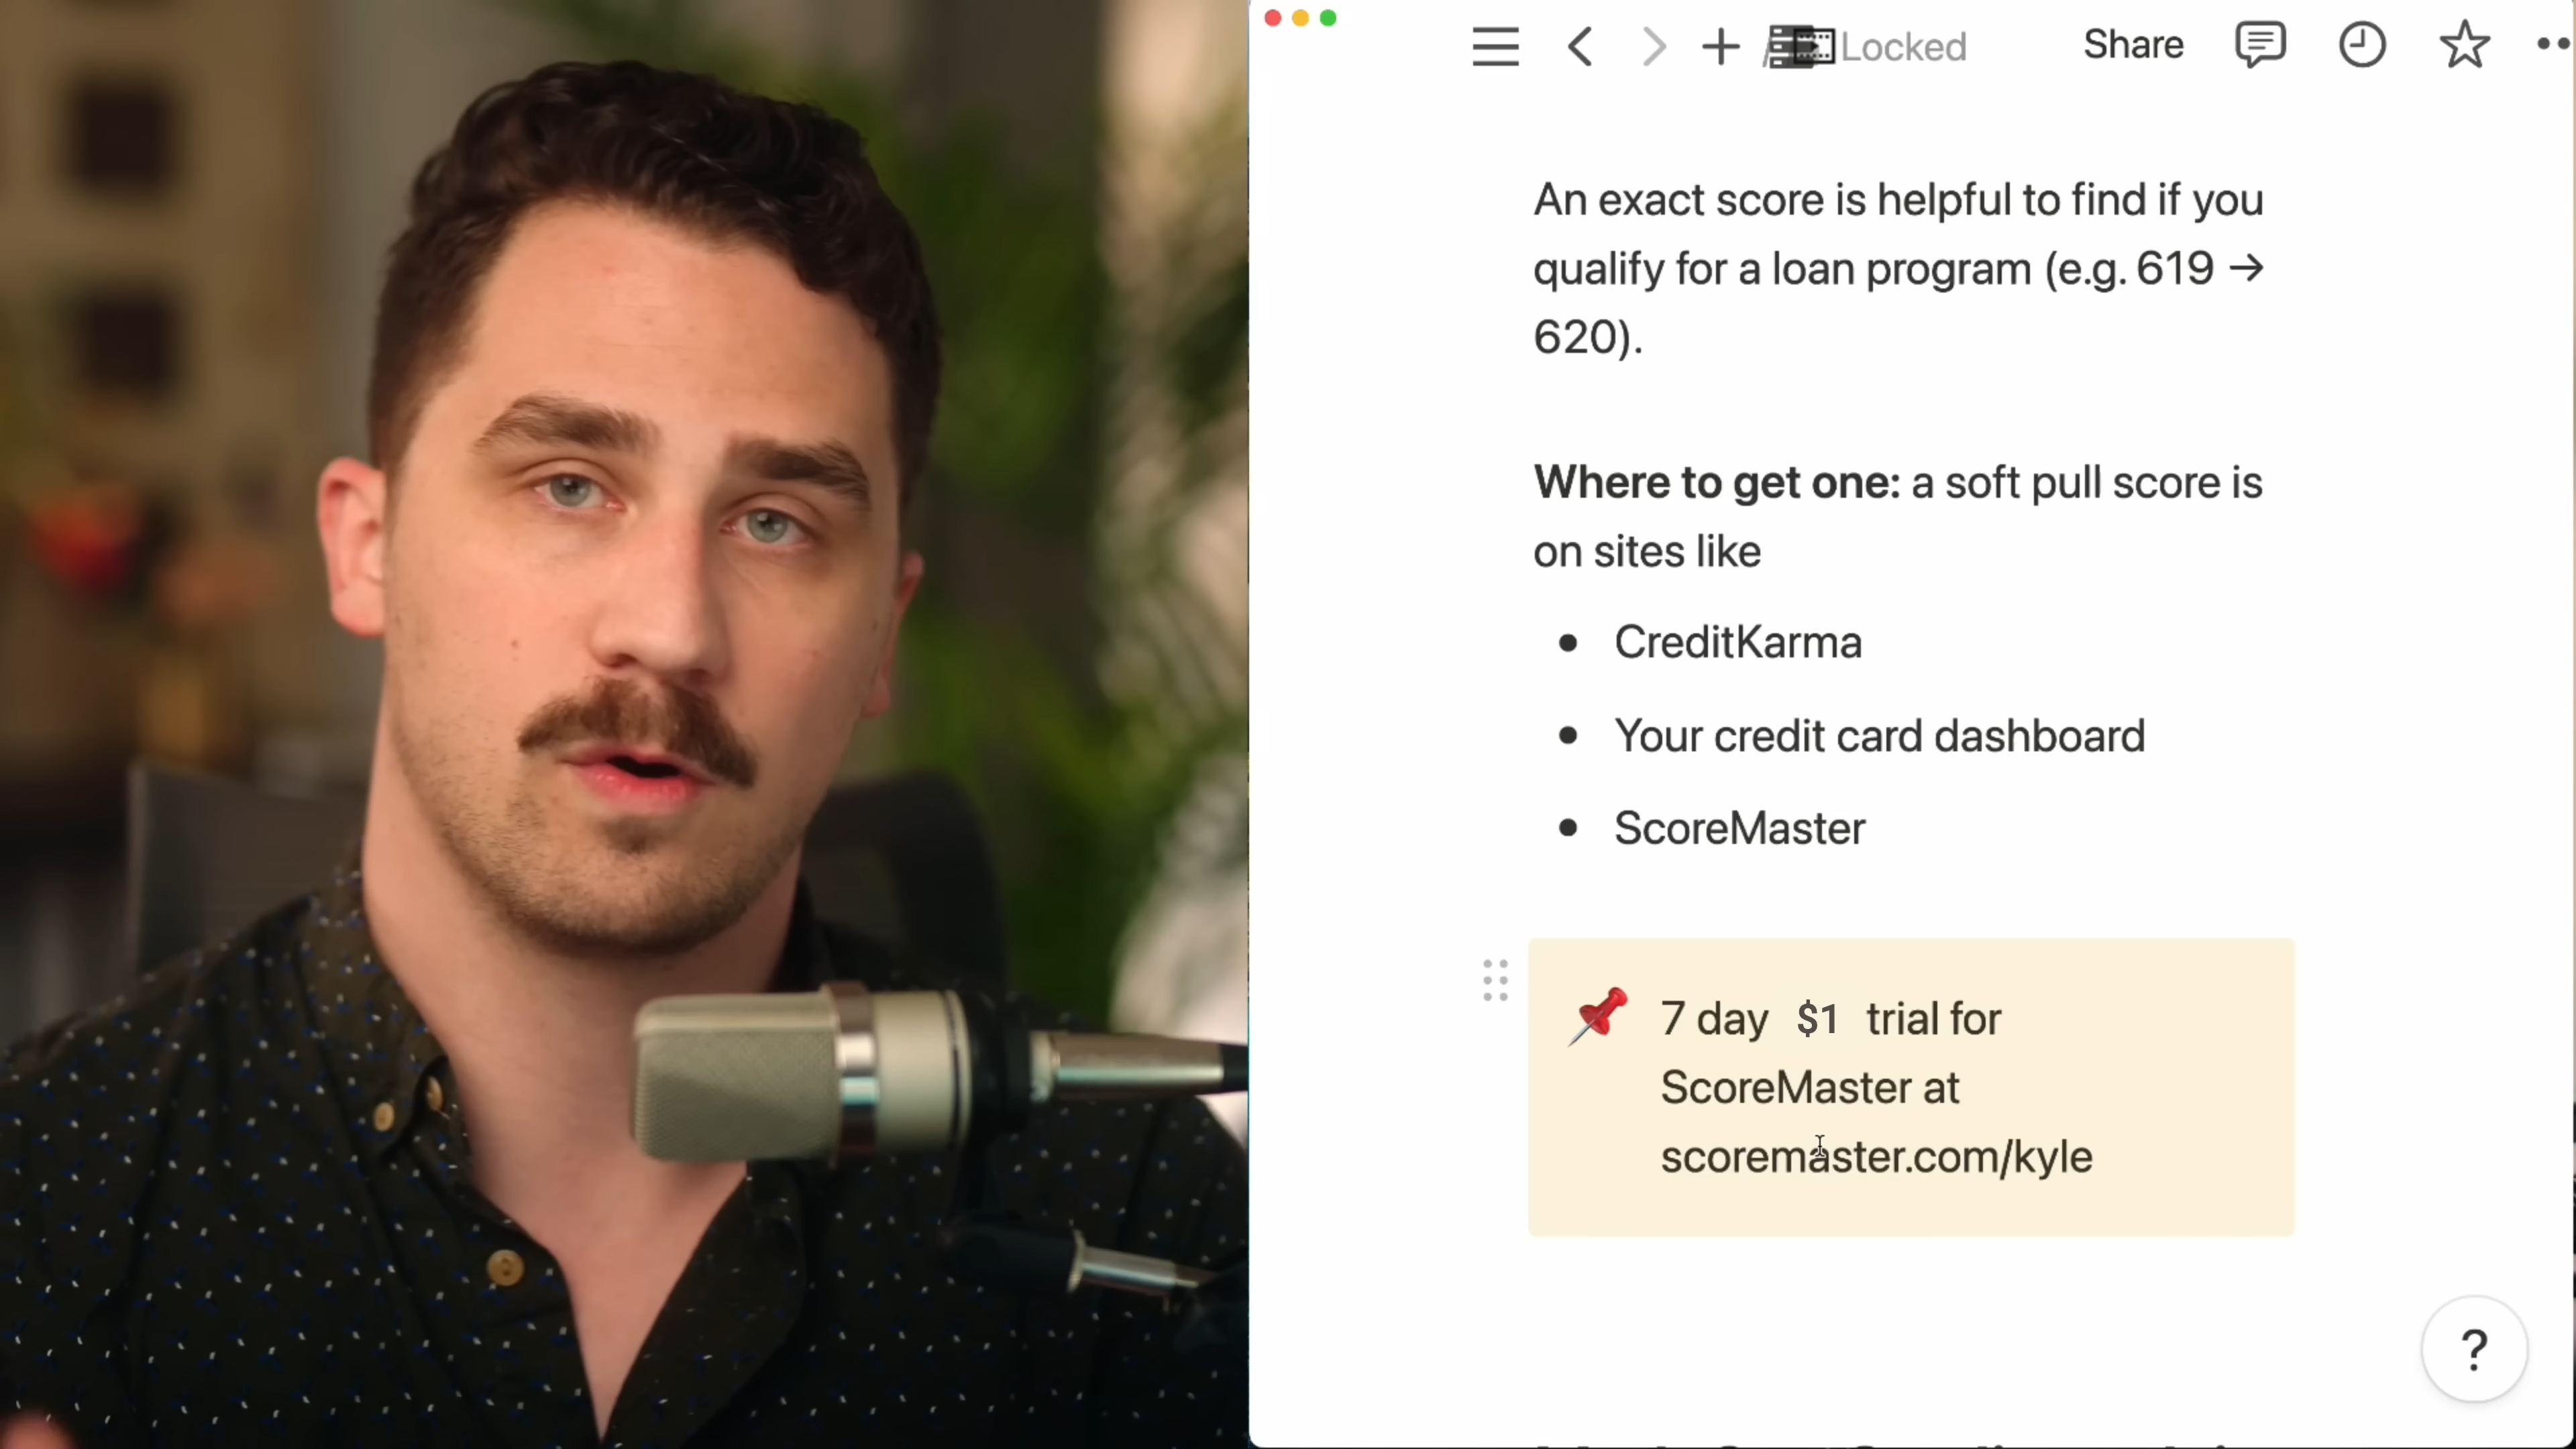 Locked
Share
An exact score is helpful to find if you
qualify for a loan program (e.g. 619 →
620).
Where to get one: a soft pull score is
on sites like
• CreditKarma
• Your credit card dashboard
• ScoreMaster
7 day $1 trial for
ScoreMaster at
scoremaster.com/kyle
?